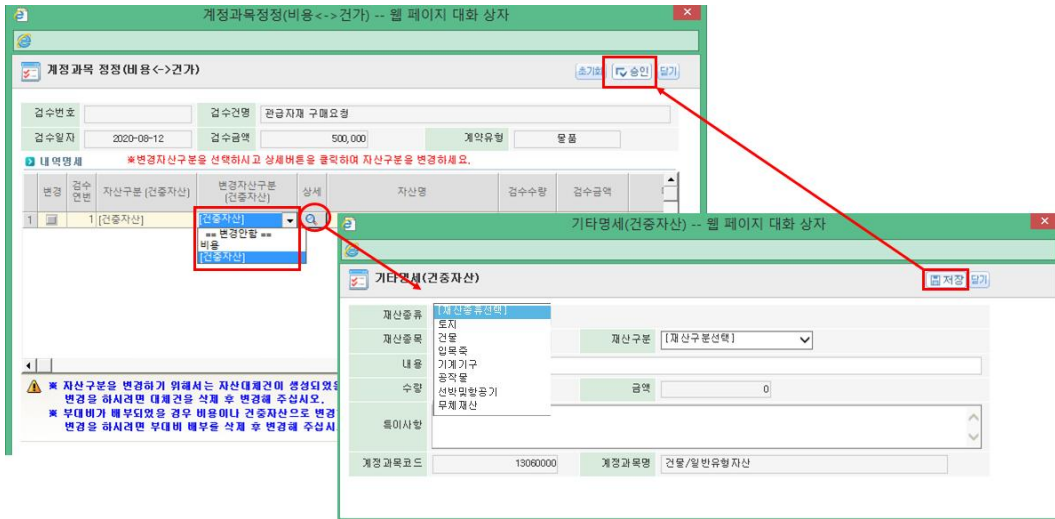 계정과목정정(비용<->건가) -- 웹 페이지 대화 상자
계정과목 정정(비용<->건가)
초기화 승인 닫기
검수번호 검수건명 관급자재 구매요청
검수일자 2020-08-12 검수금액 500,000 계약유형 물품
내역명세 ※변경자산구분을 선택하시고 상세버튼을 클릭하여 자산구분을 변경하세요.
변경 검수연번 자산구분 [건중자산] 변경자산구분 (건중자산) 상세 자산명 검수수량 검수금액
1 1 [건중자산] [건중자산]
== 변경안함 ==
비용
[건중자산]
※ 자산구분을 변경하기 위해서는 자산대체건이 생성되었을
변경을 하시려면 대체건을 삭제 후 변경해 주십시오.
※ 부대비가 배부되었을 경우 비용이나 건중자산으로 변경
변경을 하시려면 부대비 배부를 삭제 후 변경해 주십시
기타명세(건중자산) -- 웹 페이지 대화 상자
기타명세(건중자산)
저장 닫기
재산종류 [재산종류선택]
토지
건물
입목죽
기계기구
공작물
선박및항공기
무체재산
재산종목 재산구분 [재산구분선택]
내용
수량 금액 0
특이사항
계정과목코드 13060000 계정과목명 건물/일반유형자산